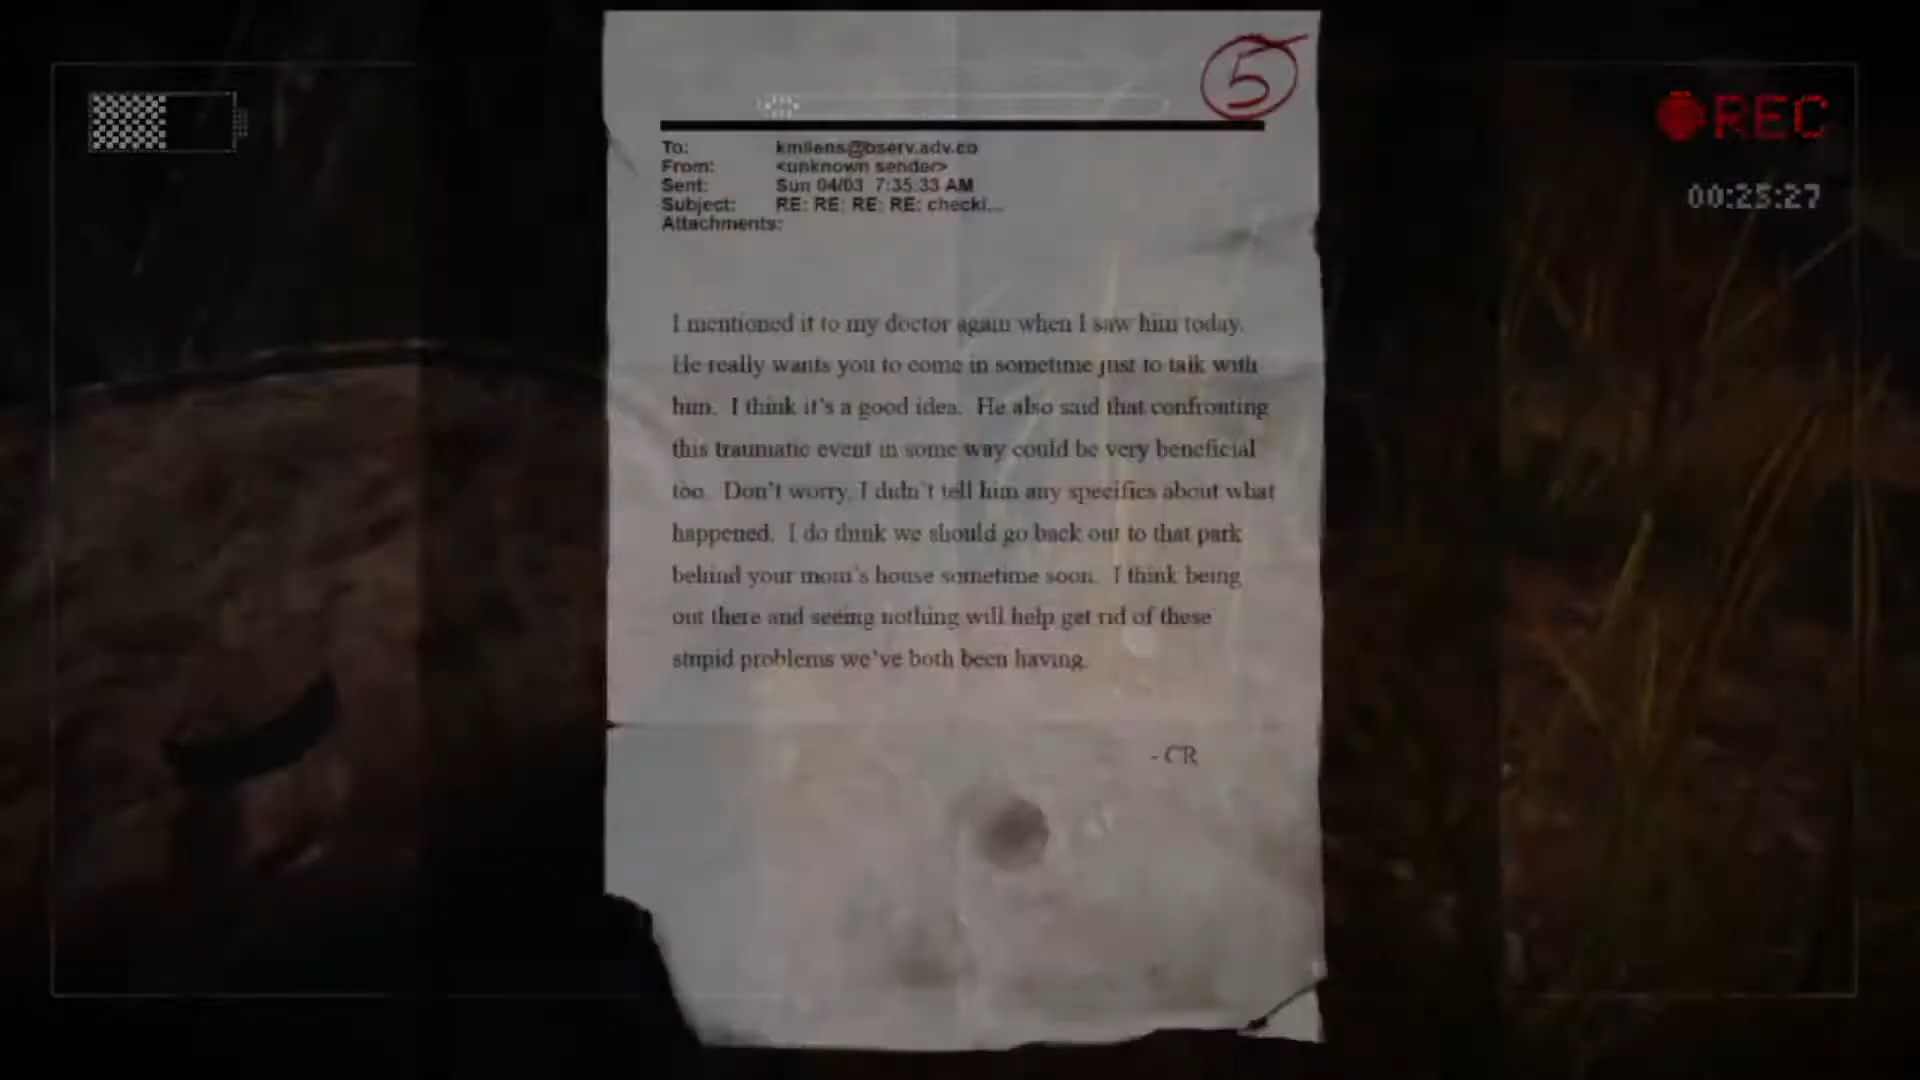 5
REC
00:25:27
To: kmilens@bserv.adv.co
From: <unknown sender>
Sent: Sun 04/03 7:35:33 AM
Subject: RE: RE: RE: RE: checki...
Attachments:
I mentioned it to my doctor again when I saw him today.
He really wants you to come in sometime just to talk with
him. I think it's a good idea. He also said that confronting
this traumatic event in some way could be very beneficial
too. Don't worry, I didn't tell him any specifics about what
happened. I do think we should go back out to that park
behind your mom's house sometime soon. I think being
out there and seeing nothing will help get rid of these
stupid problems we've both been having.
- CR